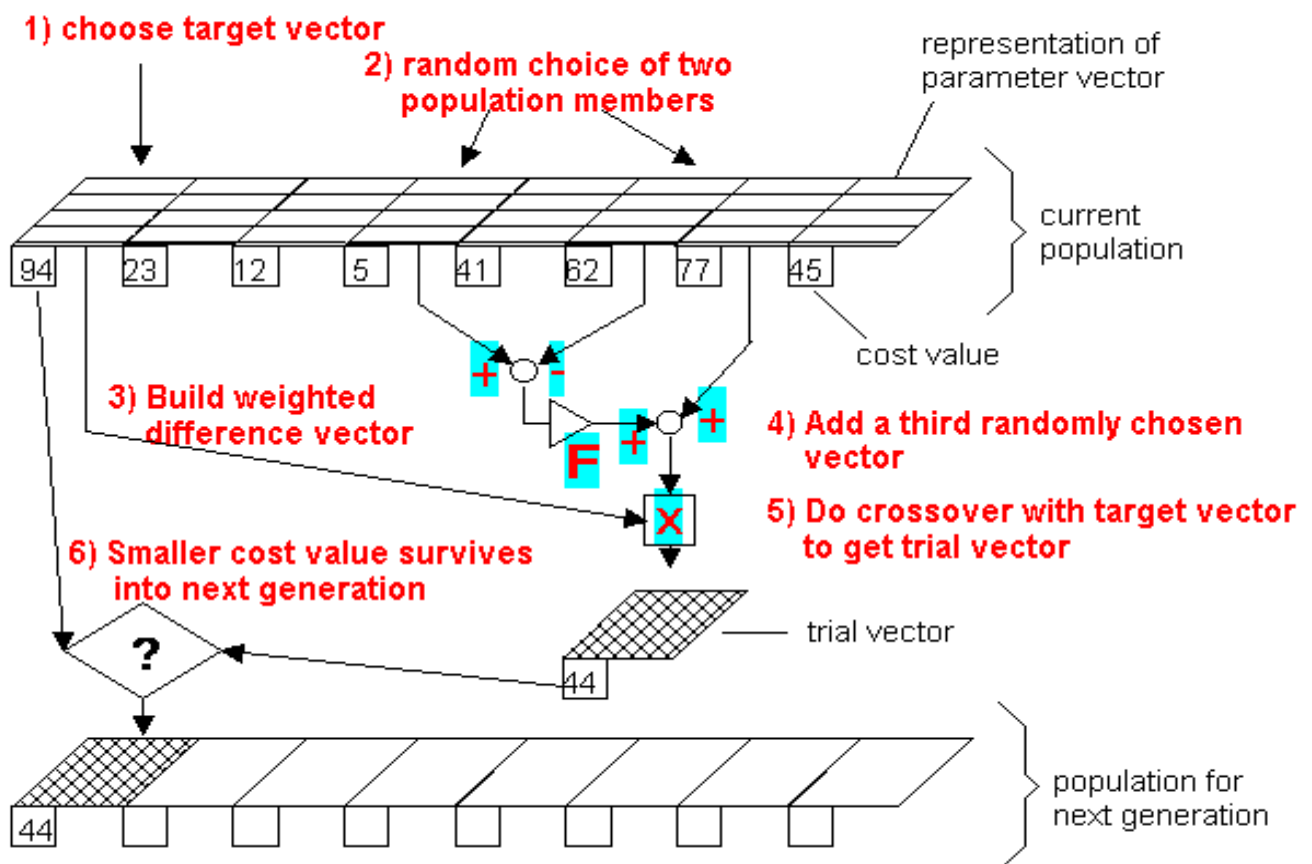 1) choose target vector
2) random choice of two
population members
representation of
parameter vector
current
population
94 23 12 5 41 62 77 45
cost value
+ -
3) Build weighted
difference vector
F + +
4) Add a third randomly chosen
vector
X
5) Do crossover with target vector
to get trial vector
6) Smaller cost value survives
into next generation
?
trial vector
44
44
population for
next generation